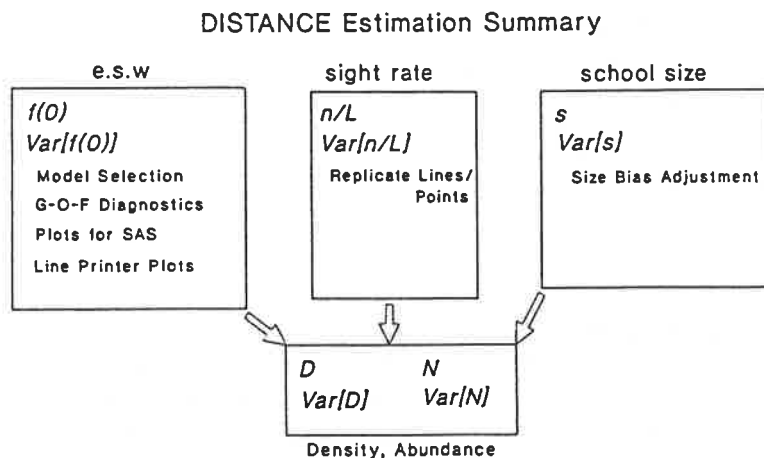 DISTANCE Estimation Summary
e.s.w
f(0)
Var[f(0)]
Model Selection
G-O-F Diagnostics
Plots for SAS
Line Printer Plots
sight rate
n/L
Var[n/L]
Replicate Lines/
Points
school size
s
Var[s]
Size Bias Adjustment
D N
Var[D] Var[N]
Density, Abundance